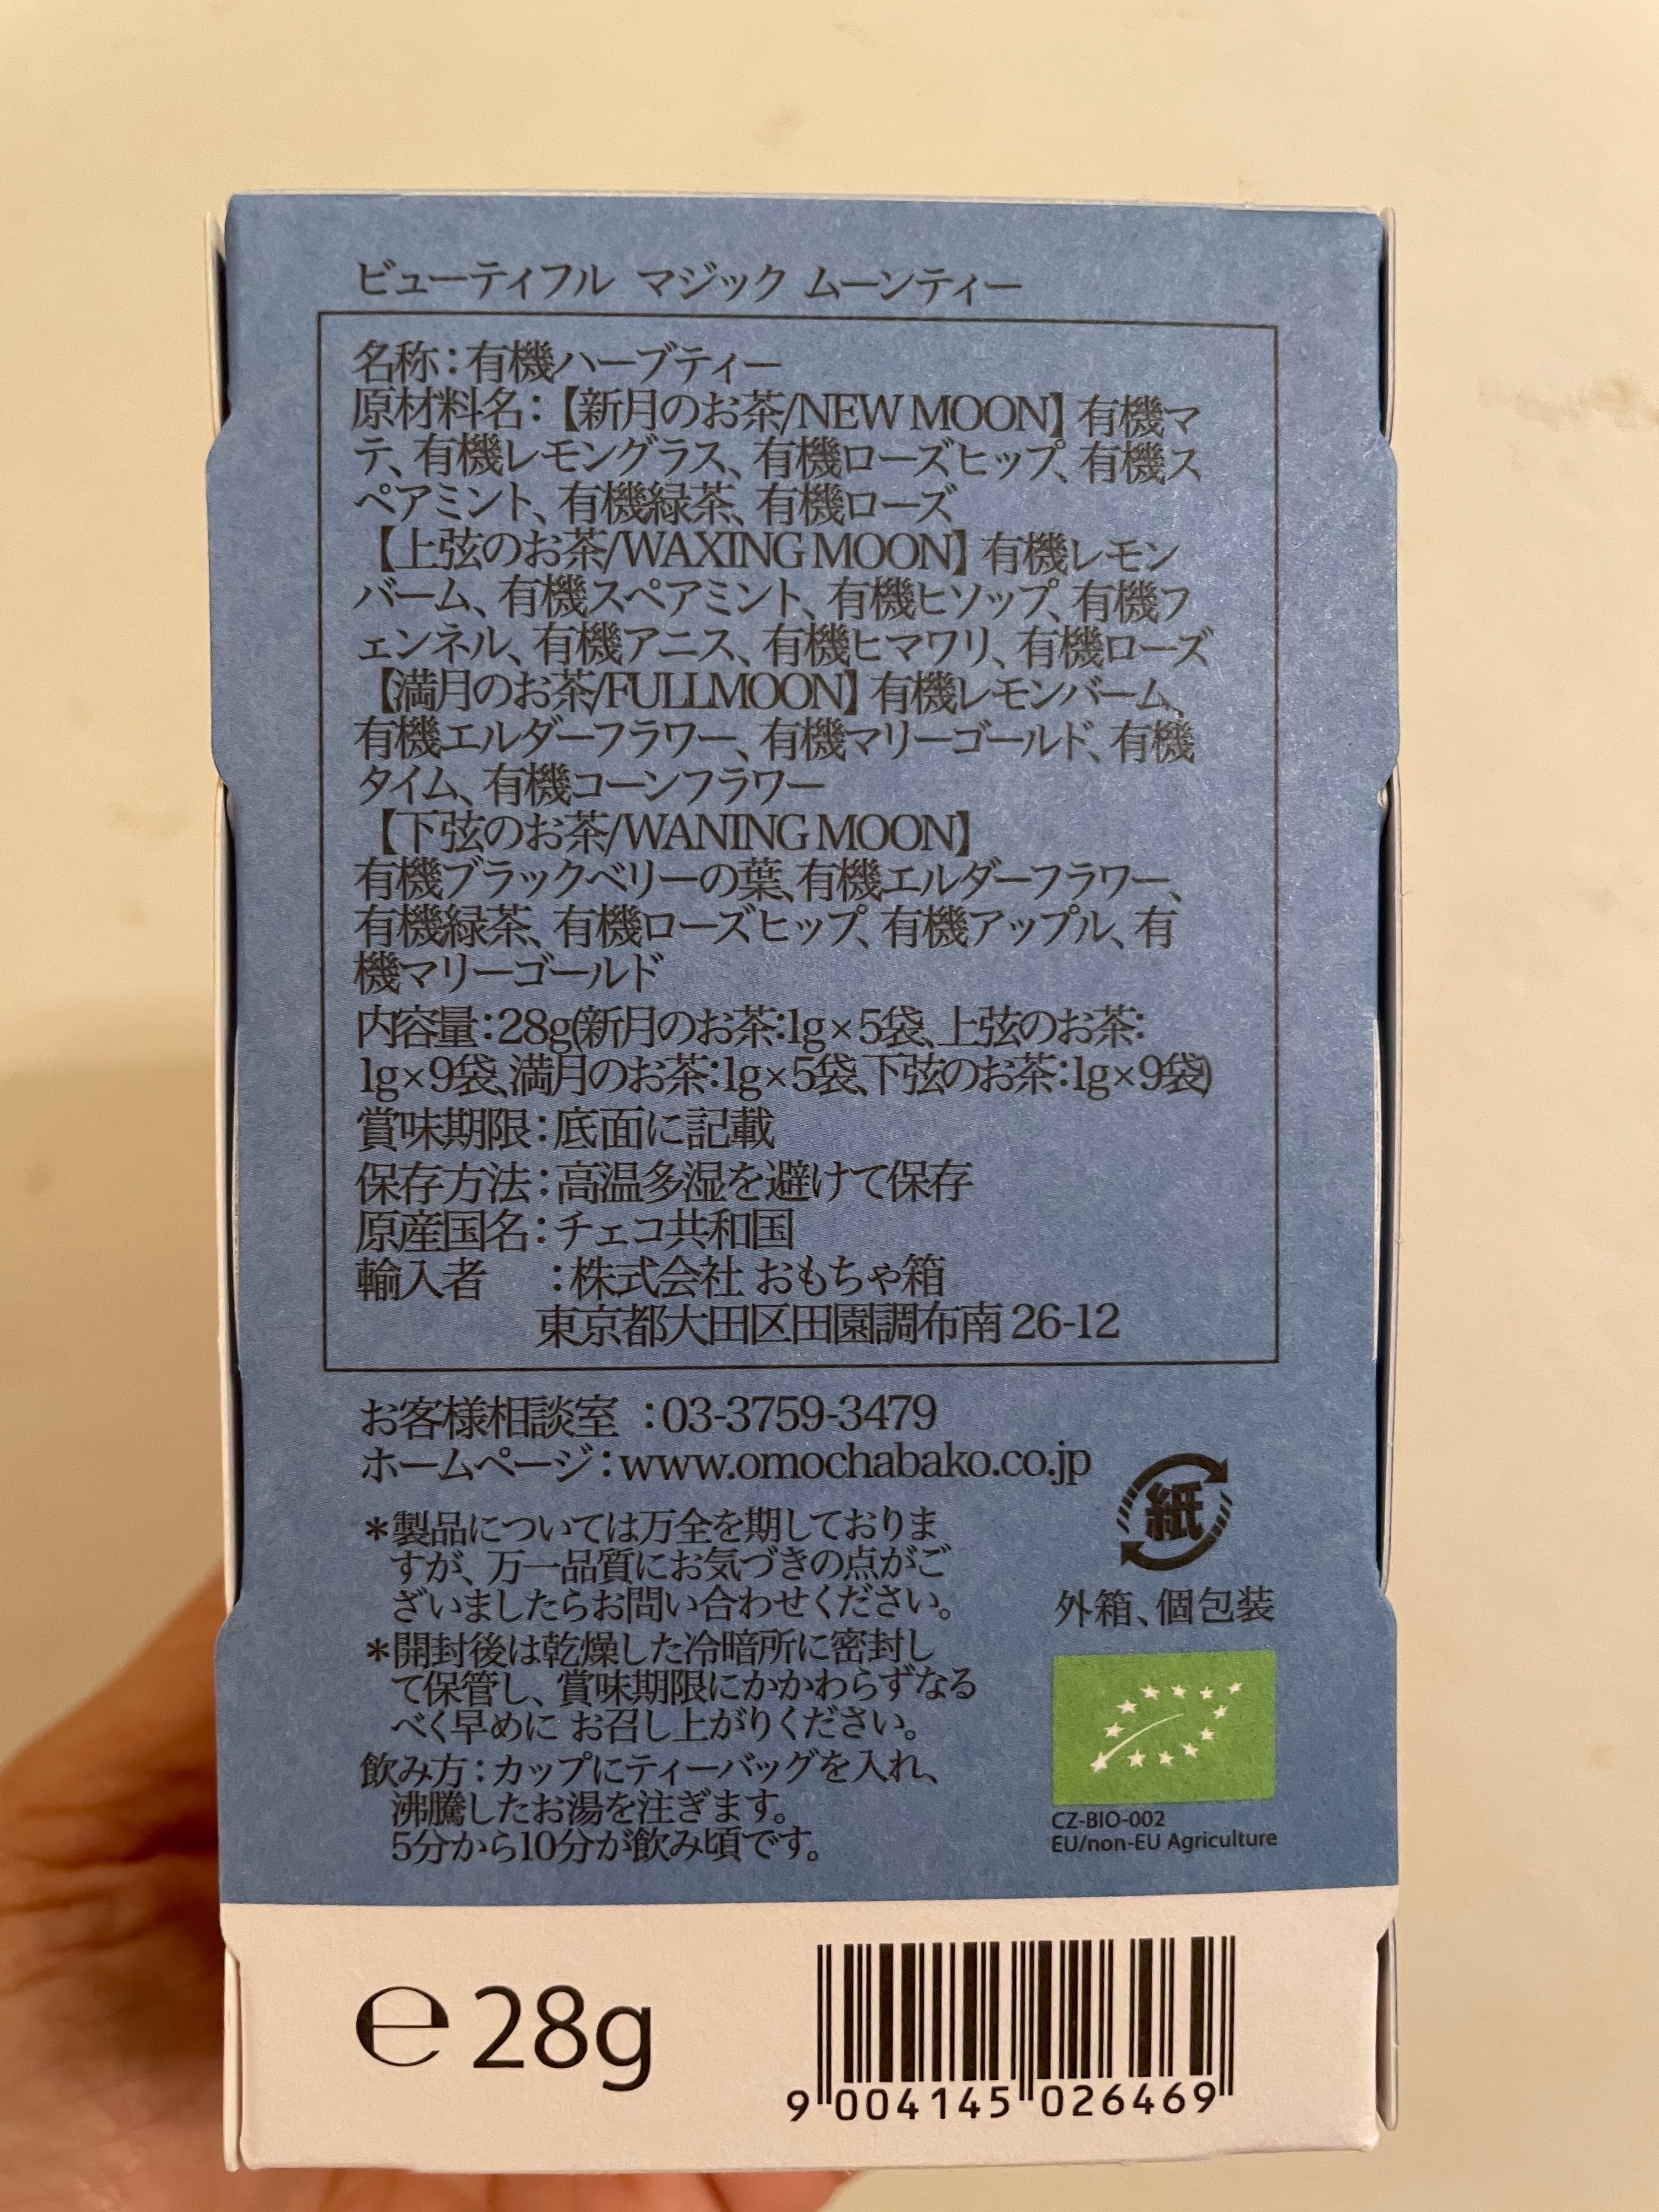 ビューティフル マジック ムーンティー
名称：有機ハーブティー
原材料名：【新月のお茶/NEW MOON】有機マ
テ、有機レモングラス、有機ローズヒップ、有機ス
ペアミント、有機緑茶、有機ローズ
【上弦のお茶/WAXING MOON】有機レモン
バーム、有機スペアミント、有機ヒソップ、有機フ
ェンネル、有機アニス、有機ヒマワリ、有機ローズ
【満月のお茶/FULLMOON】有機レモンバーム、
有機エルダーフラワー、有機マリーゴールド、有機
タイム、有機コーンフラワー
【下弦のお茶/WANING MOON】
有機ブラックベリーの葉、有機エルダーフラワー、
有機緑茶、有機ローズヒップ、有機アップル、有
機マリーゴールド
内容量：28g(新月のお茶：1g×5袋、上弦のお茶：
1g×9袋、満月のお茶：1g×5袋、下弦のお茶：1g×9袋)
賞味期限：底面に記載
保存方法：高温多湿を避けて保存
原産国名：チェコ共和国
輸入者　：株式会社 おもちゃ箱
東京都大田区田園調布南 26-12
お客様相談室 ：03-3759-3479
ホームページ：www.omochabako.co.jp
＊製品については万全を期しておりま
すが、万一品質にお気づきの点がご
ざいましたらお問い合わせください。
＊開封後は乾燥した冷暗所に密封し
て保管し、賞味期限にかかわらずなる
べく早めに お召し上がりください。
飲み方：カップにティーバッグを入れ、
沸騰したお湯を注ぎます。
5分から10分が飲み頃です。
紙
外箱、個包装
CZ-BIO-002
EU/non-EU Agriculture
℮ 28g
9 004145 026469